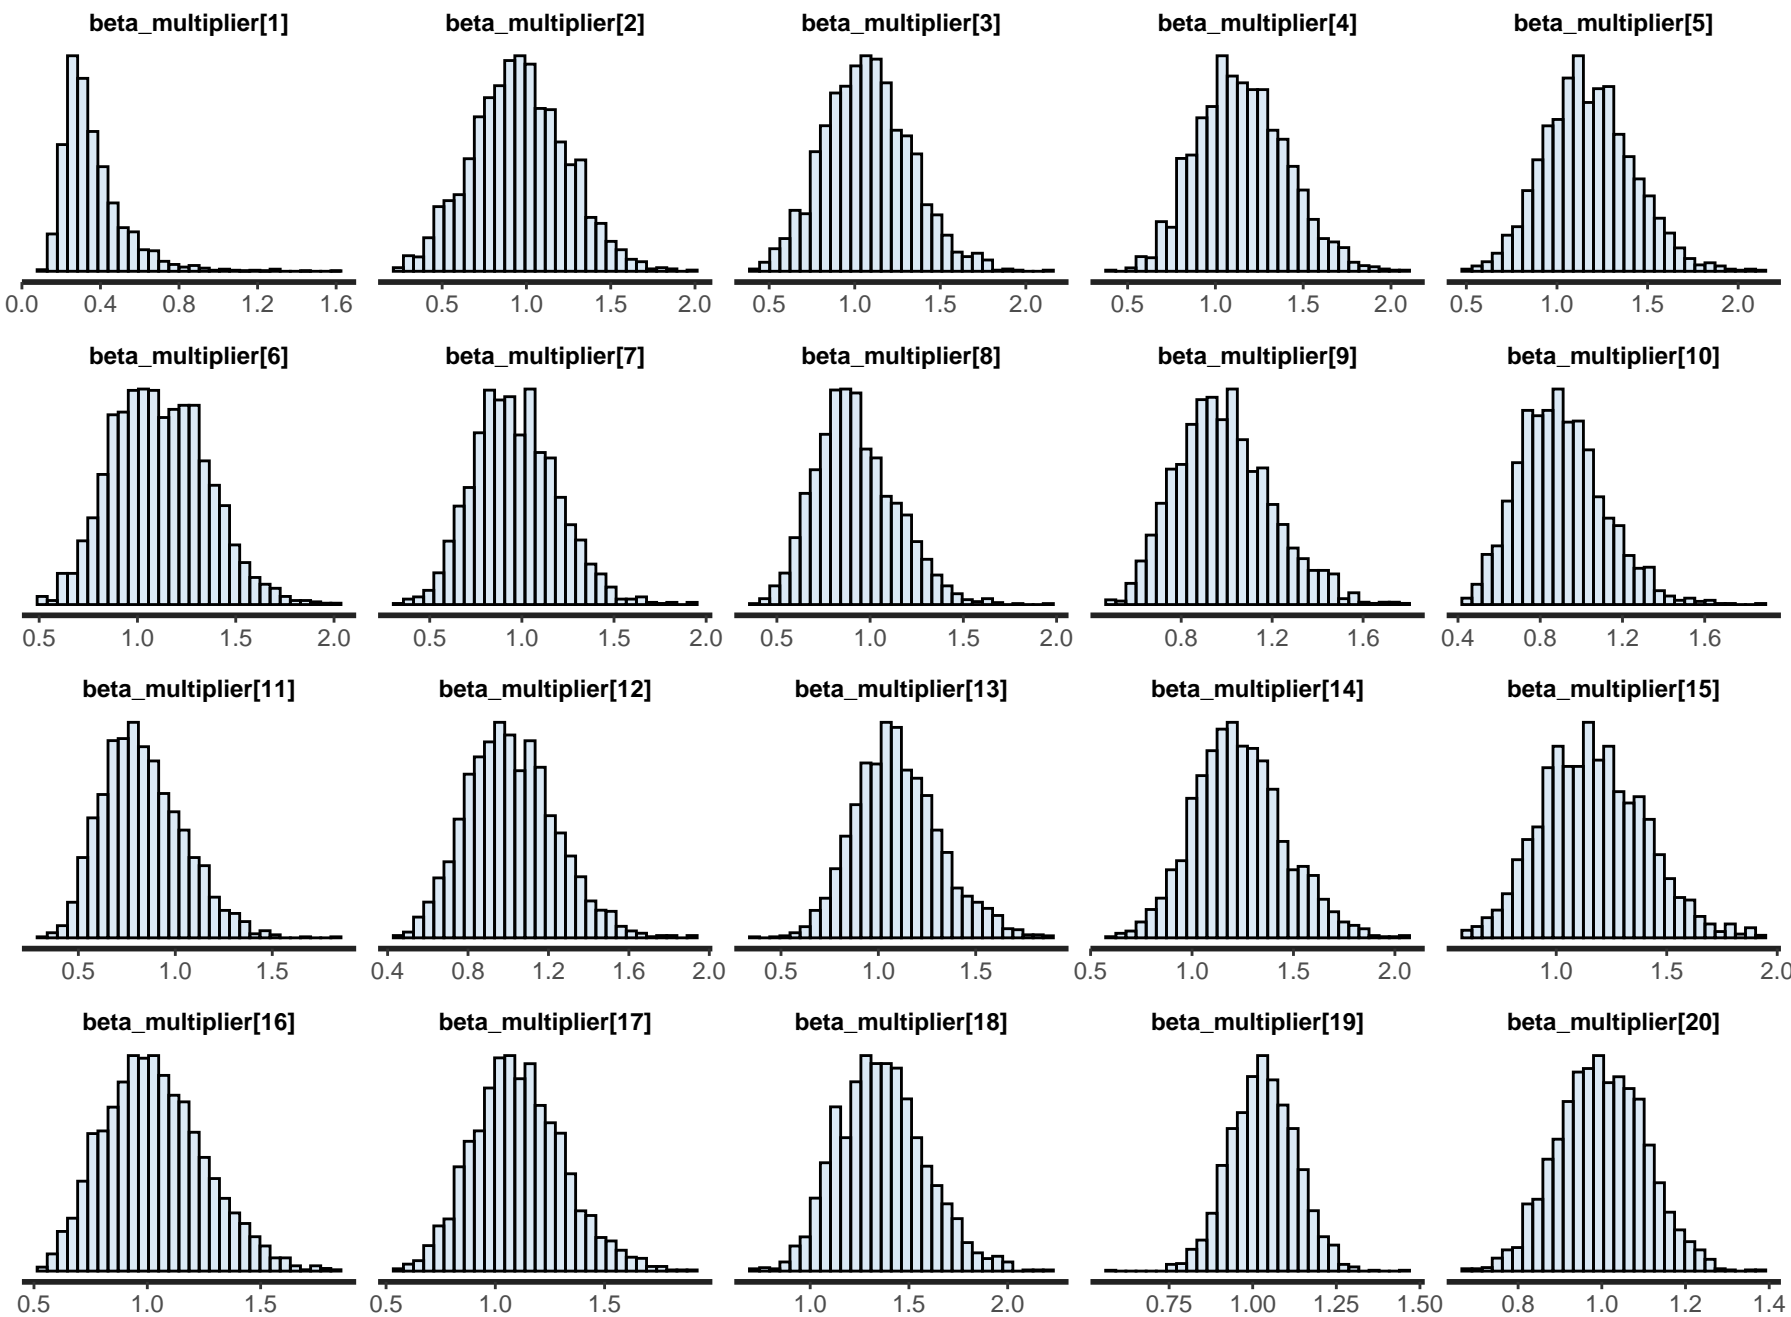 beta_multiplier[1] beta_multiplier[2] beta_multiplier[3] beta_multiplier[4] beta_multiplier[5]
0.0 0.4 0.8 1.2 1.6 0.5 1.0 1.5 2.0 0.5 1.0 1.5 2.0 0.5 1.0 1.5 2.0 0.5 1.0 1.5 2.0
beta_multiplier[6] beta_multiplier[7] beta_multiplier[8] beta_multiplier[9] beta_multiplier[10]
0.5 1.0 1.5 2.0 0.5 1.0 1.5 2.0 0.5 1.0 1.5 2.0 0.8 1.2 1.6 0.4 0.8 1.2 1.6
beta_multiplier[11] beta_multiplier[12] beta_multiplier[13] beta_multiplier[14] beta_multiplier[15]
0.5 1.0 1.5 0.4 0.8 1.2 1.6 2.0 0.5 1.0 1.5 0.5 1.0 1.5 2.0 1.0 1.5 2.0
beta_multiplier[16] beta_multiplier[17] beta_multiplier[18] beta_multiplier[19] beta_multiplier[20]
0.5 1.0 1.5 0.5 1.0 1.5 1.0 1.5 2.0 0.75 1.00 1.25 1.50 0.8 1.0 1.2 1.4